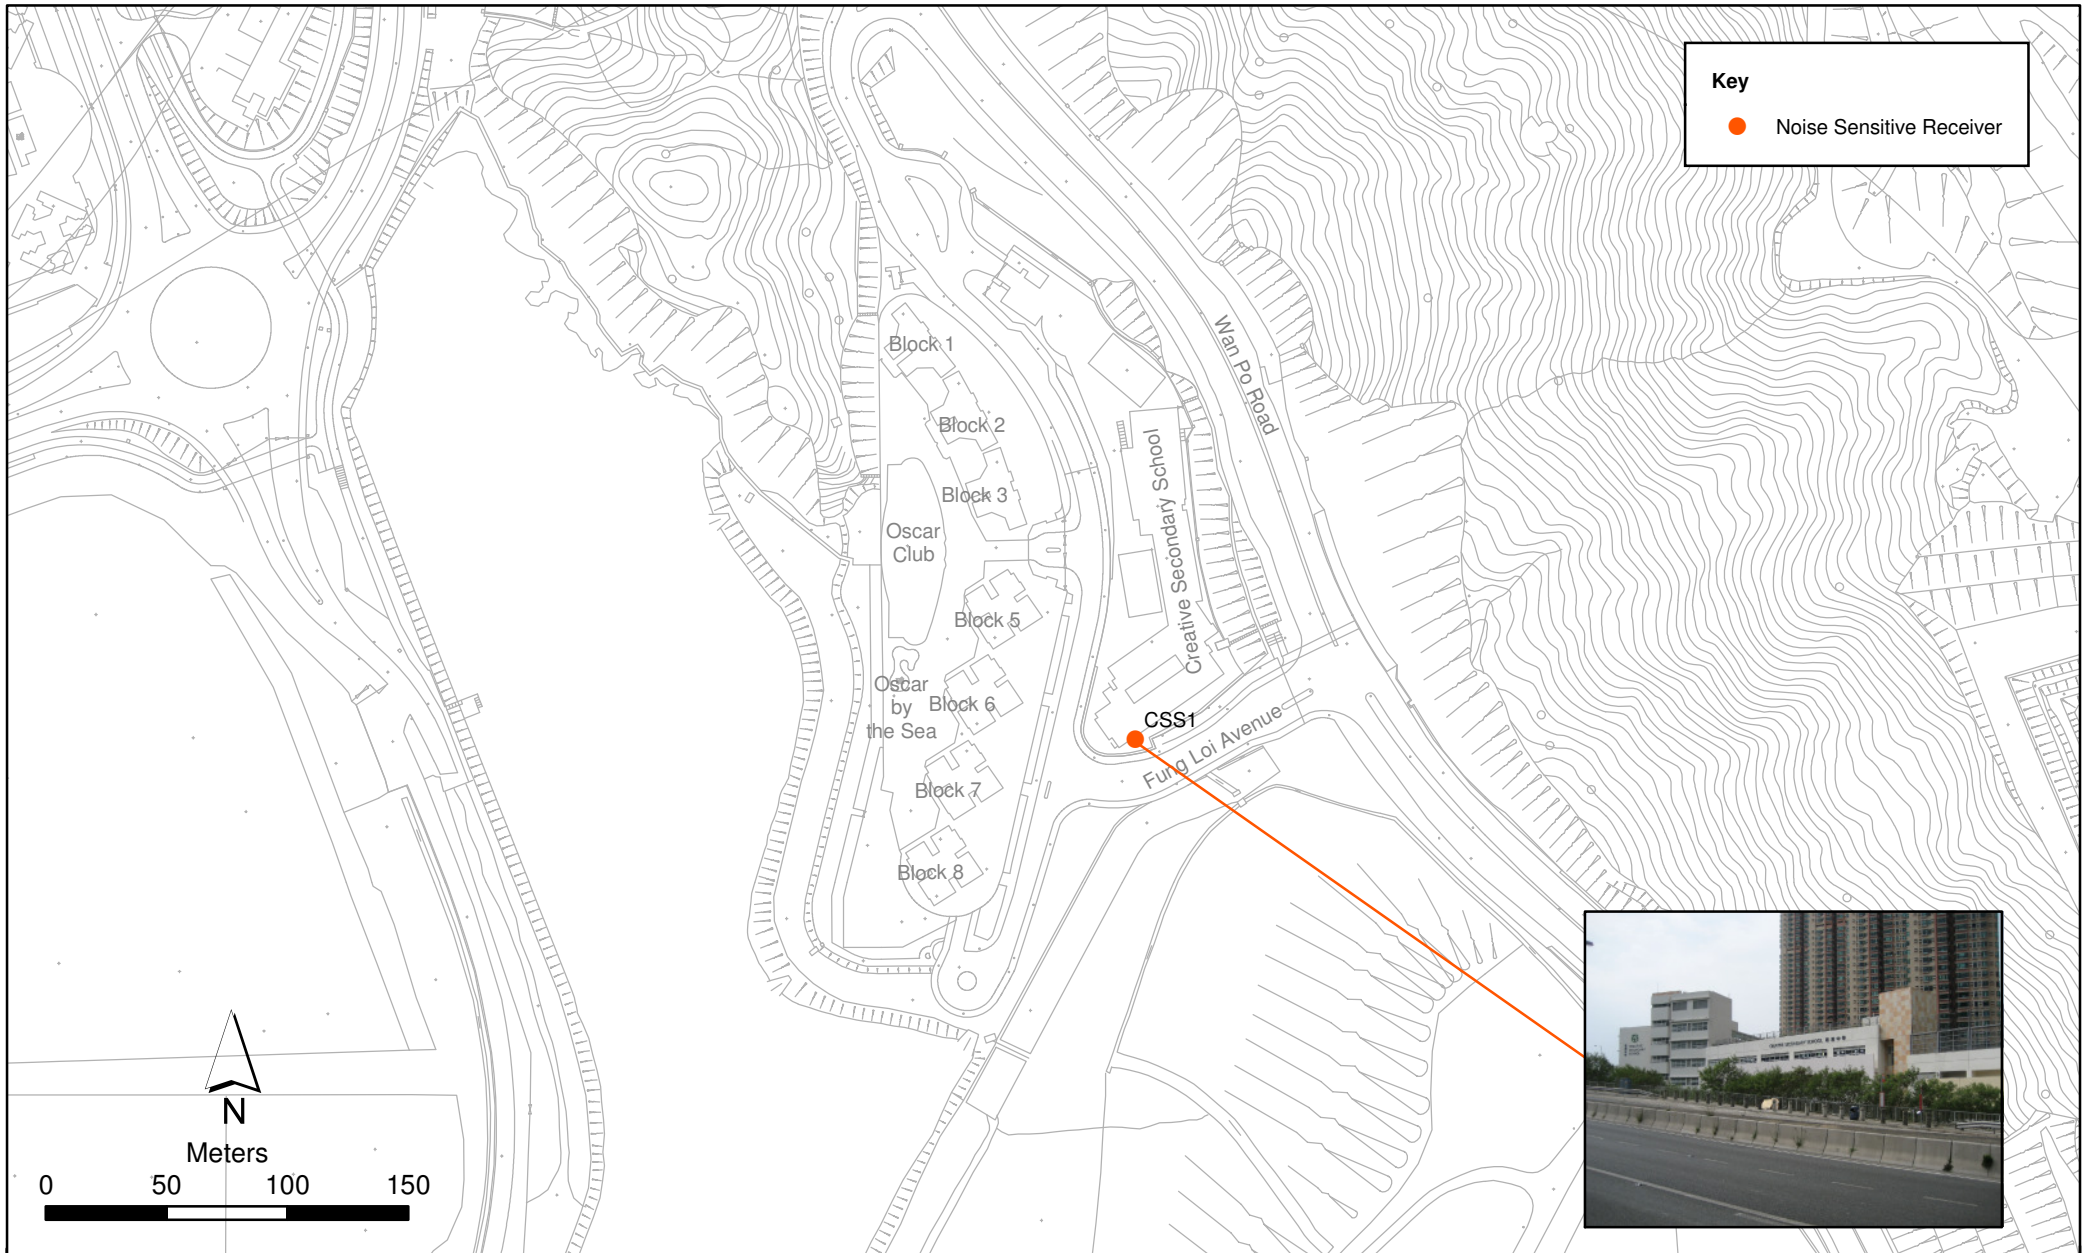 Key
Noise Sensitive Receiver
Wan Po Road
Block 1
Block 2
Creative Secondary School
Block 3
Oscar
Club
Block 5
Oscar
by
the Sea
Block 6
CSS1
Fung Loi Avenue
Block 7
Block 8
N
Meters
0 50 100 150